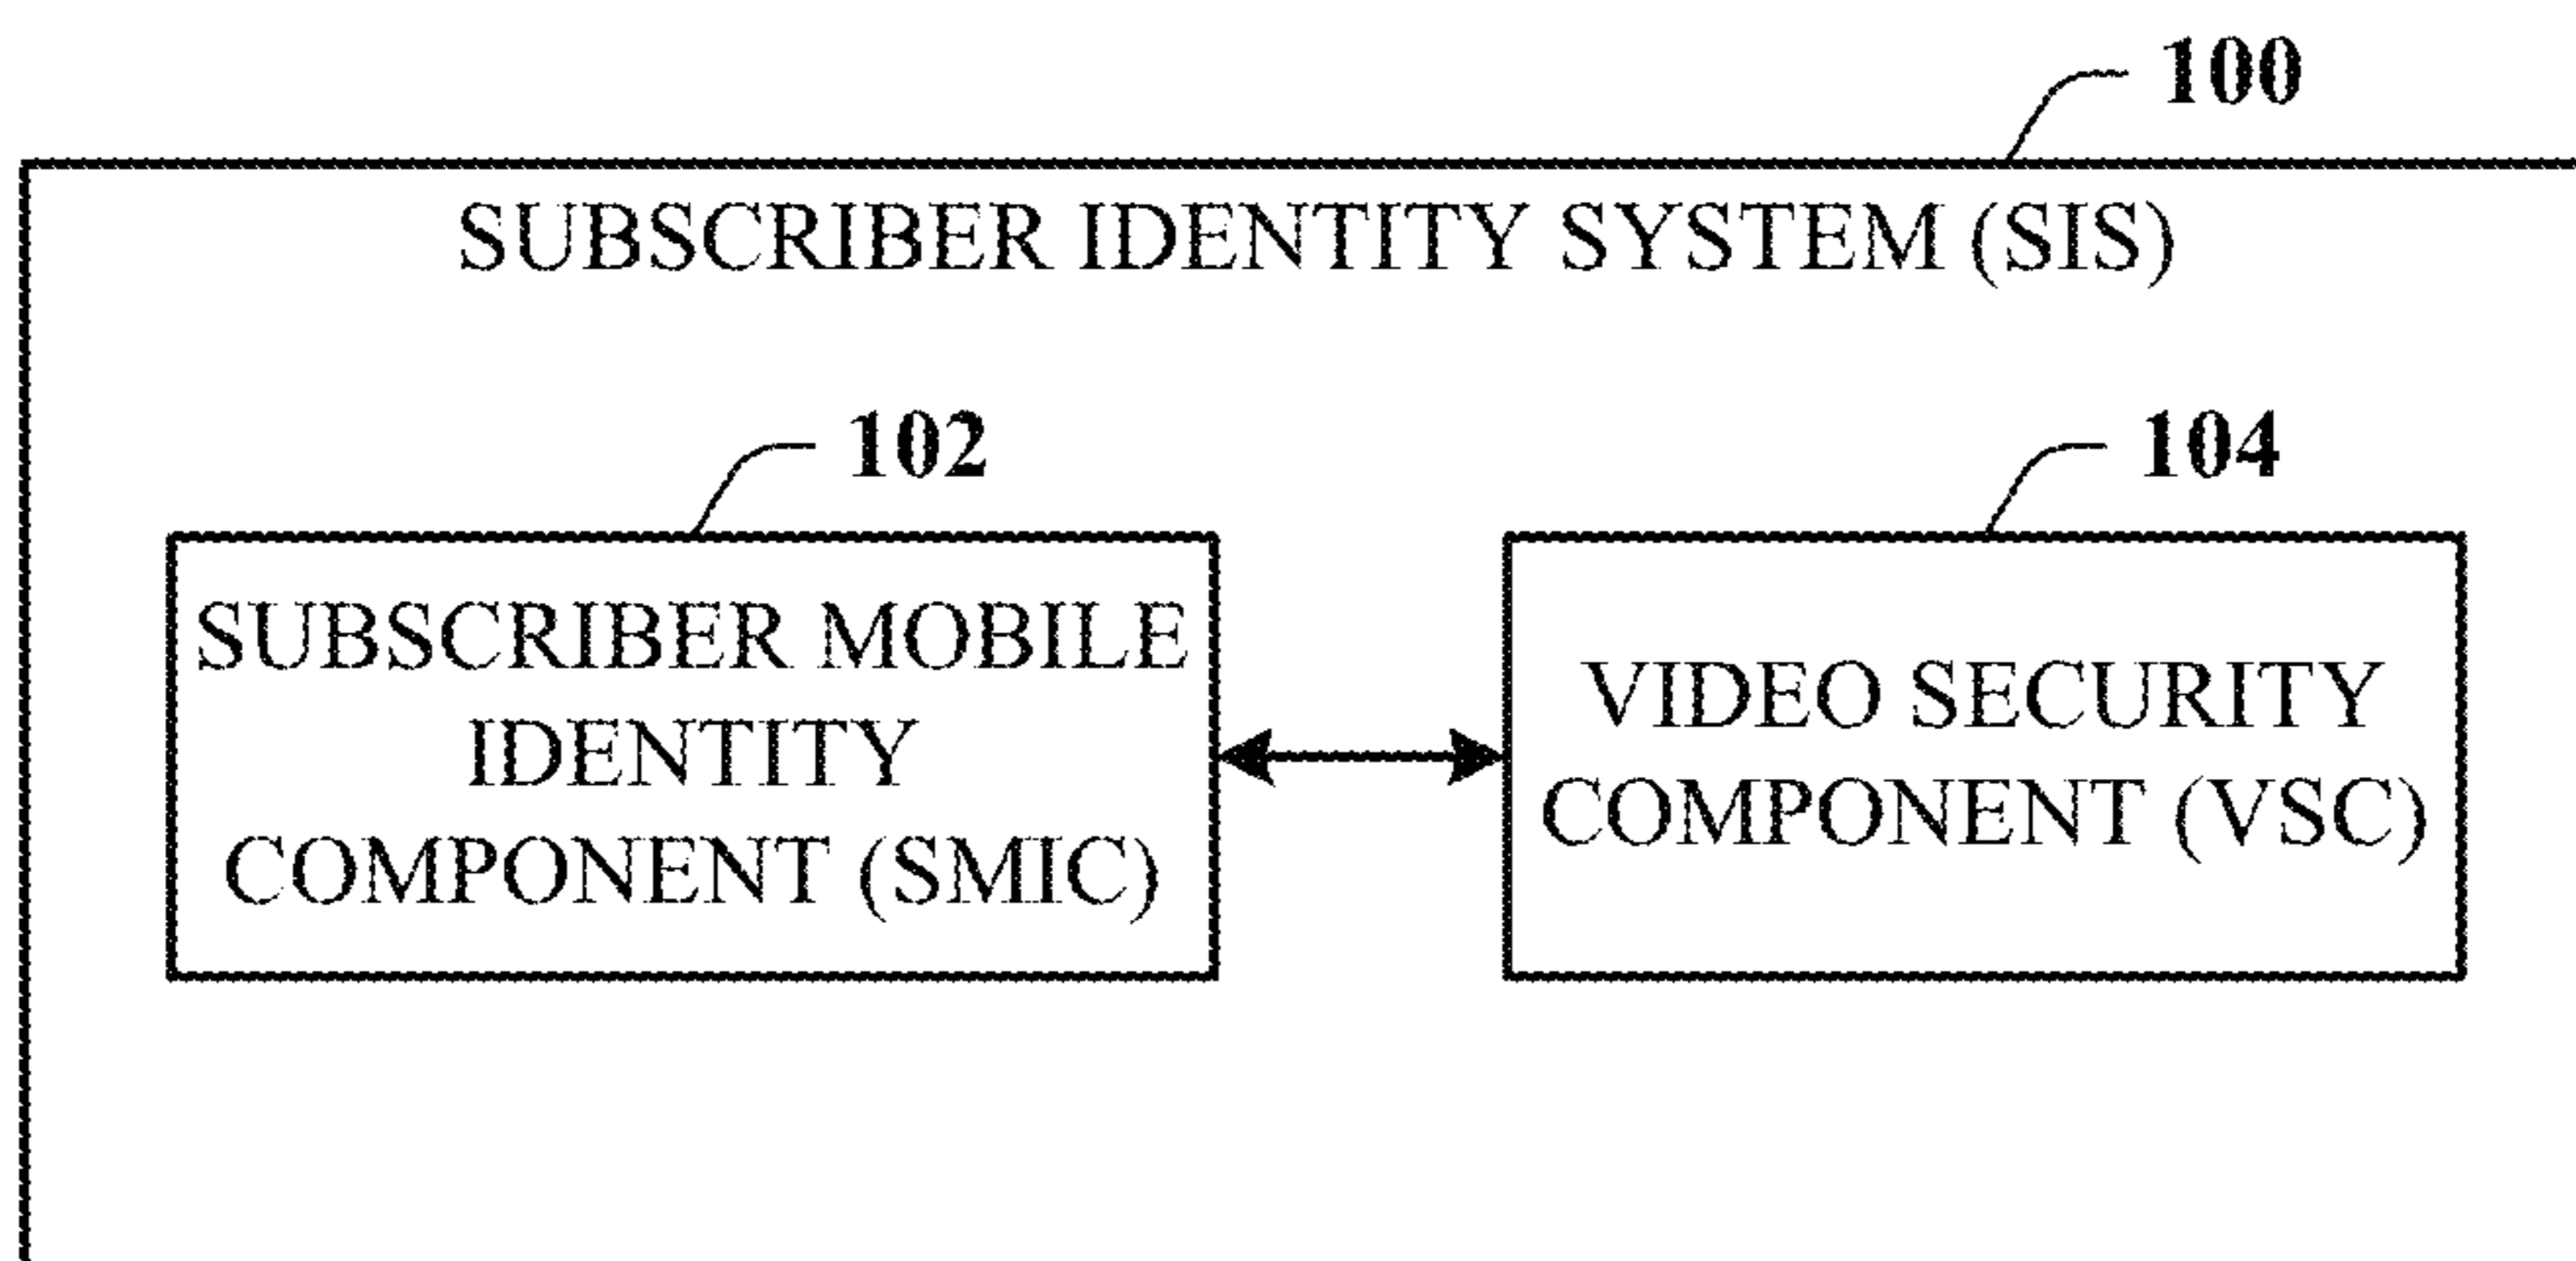 100
SUBSCRIBER IDENTITY SYSTEM (SIS)
102
SUBSCRIBER MOBILE
IDENTITY
COMPONENT (SMIC)
104
VIDEO SECURITY
COMPONENT (VSC)